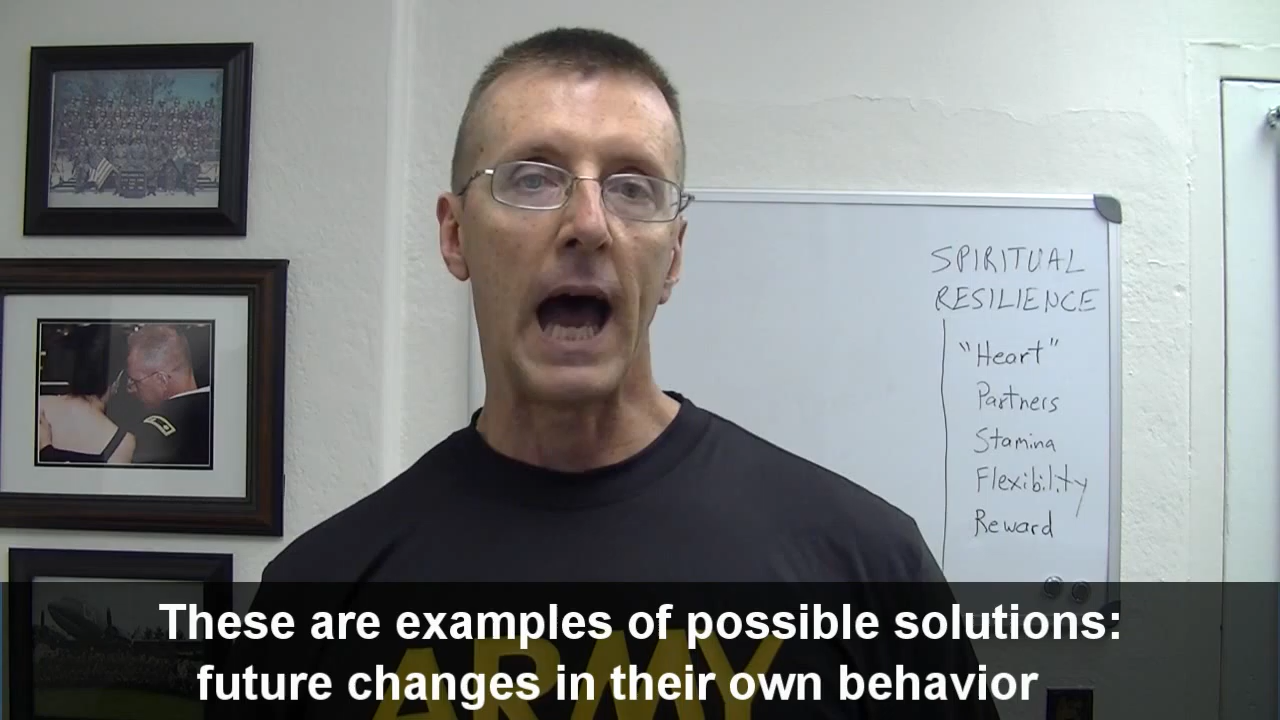 SPIRITUAL
RESILIENCE
"Heart"
Partners
Stamina
Flexibility
Reward
ARMY
These are examples of possible solutions:
future changes in their own behavior